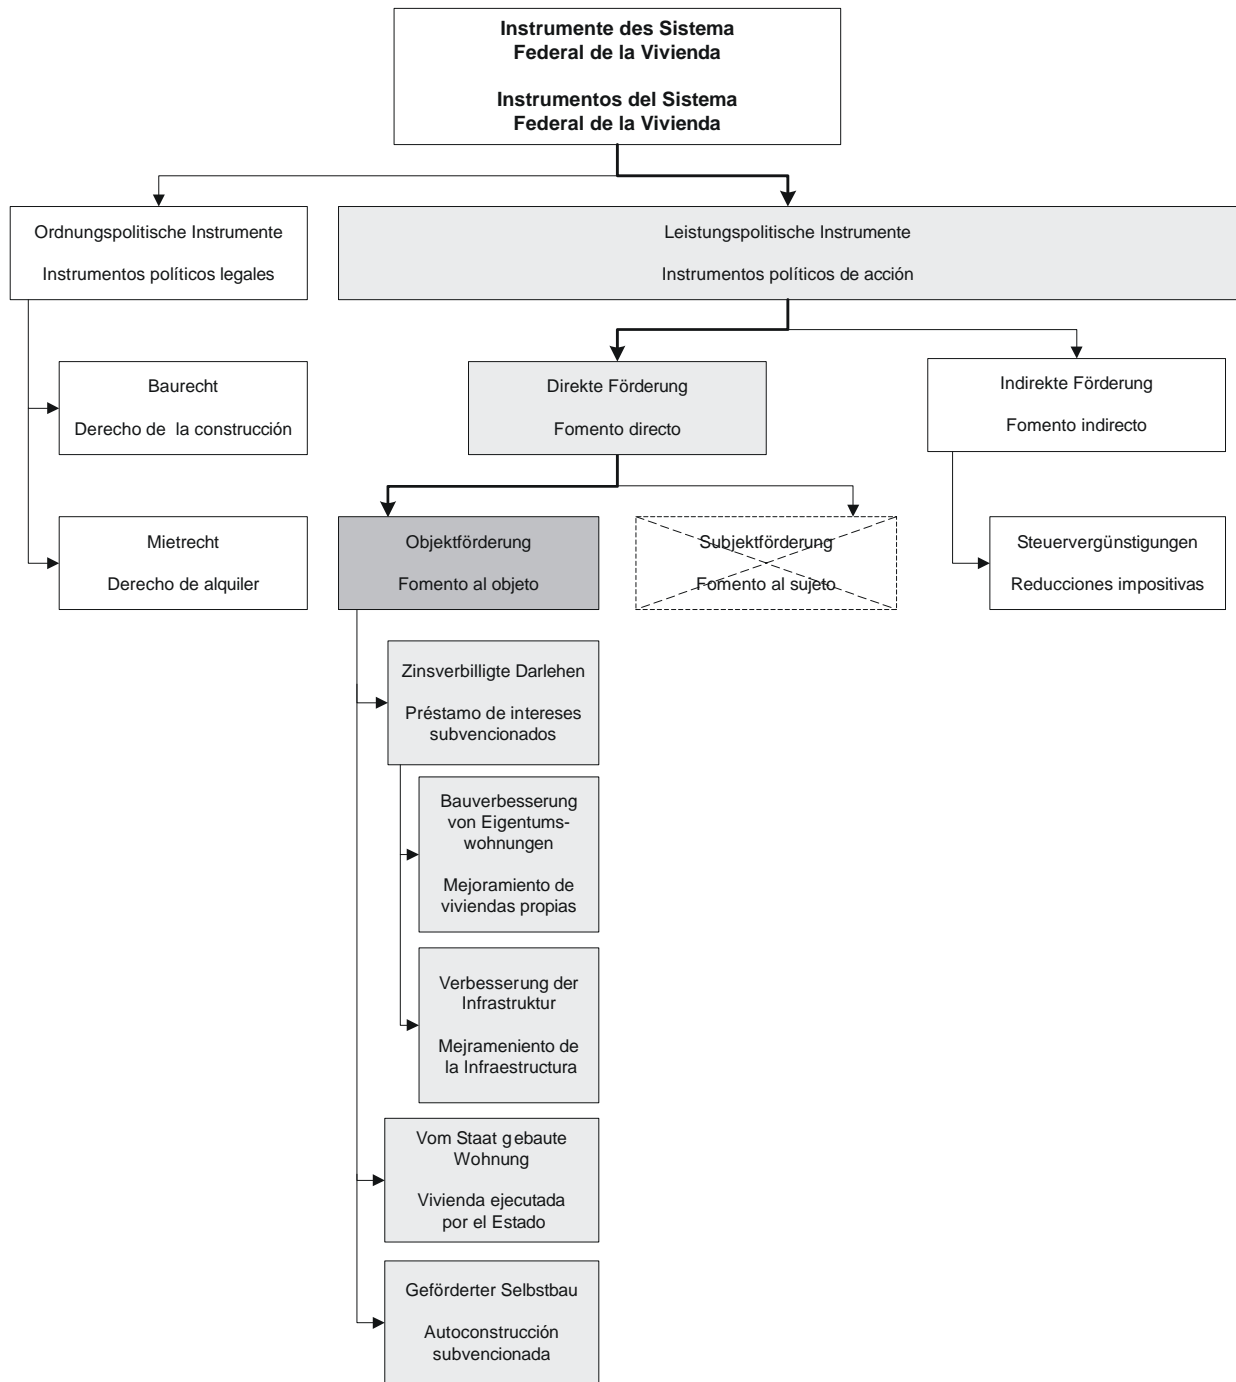 Instrumente des Sistema
Federal de la Vivienda
Instrumentos del Sistema
Federal de la Vivienda
Ordnungspolitische Instrumente
Instrumentos políticos legales
Leistungspolitische Instrumente
Instrumentos políticos de acción
Baurecht
Derecho de la construcción
Direkte Förderung
Fomento directo
Indirekte Förderung
Fomento indirecto
Mietrecht
Derecho de alquiler
Objektförderung
Fomento al objeto
Subjektförderung
Fomento al sujeto
Steuervergünstigungen
Reducciones impositivas
Zinsverbilligte Darlehen
Préstamo de intereses
subvencionados
Bauverbesserung
von Eigentums-
wohnungen
Mejoramiento de
viviendas propias
Verbesserung der
Infrastruktur
Mejrameniento de
la Infraestructura
Vom Staat gebaute
Wohnung
Vivienda ejecutada
por el Estado
Geförderter Selbstbau
Autoconstrucción
subvencionada